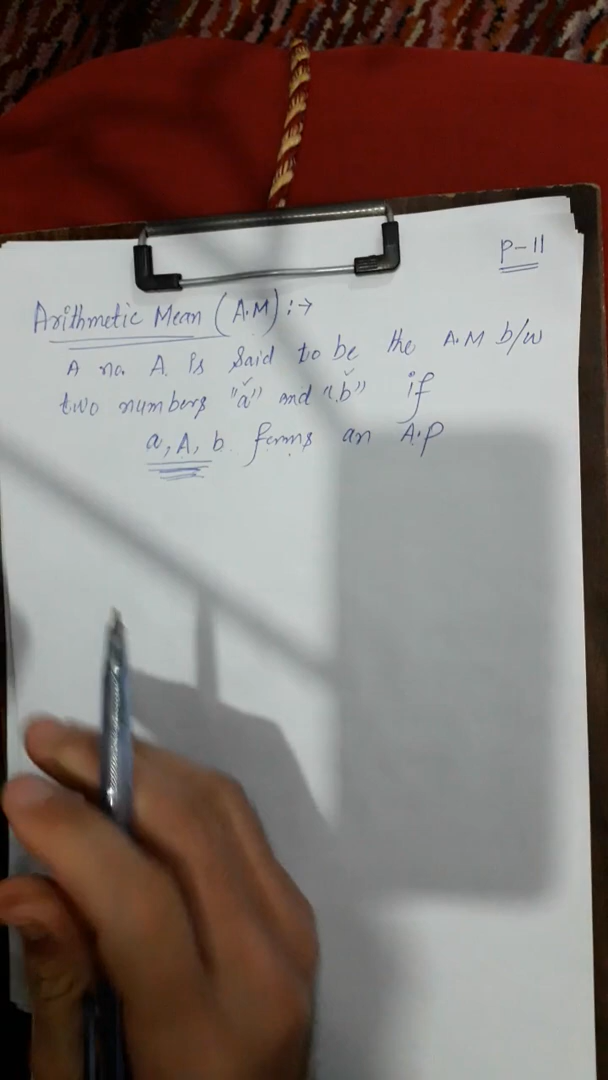 P-11
Arithmetic Mean (A.M) :→
A no. A is said to be the A.M b/w
two numbers "a" and "b" if
a, A, b forms an A.P